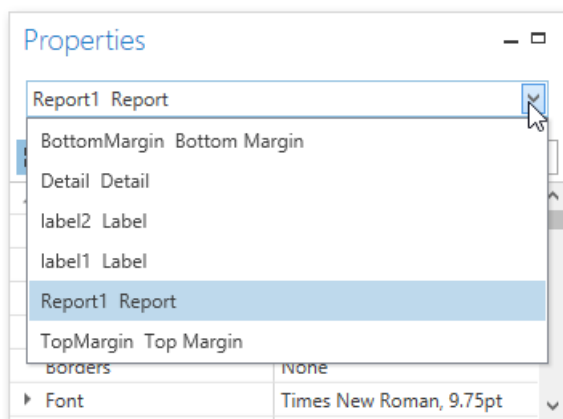 Properties
Report1 Report
BottomMargin Bottom Margin
Detail Detail
label2 Label
label1 Label
Report1 Report
TopMargin Top Margin
Borders None
Font Times New Roman, 9.75pt